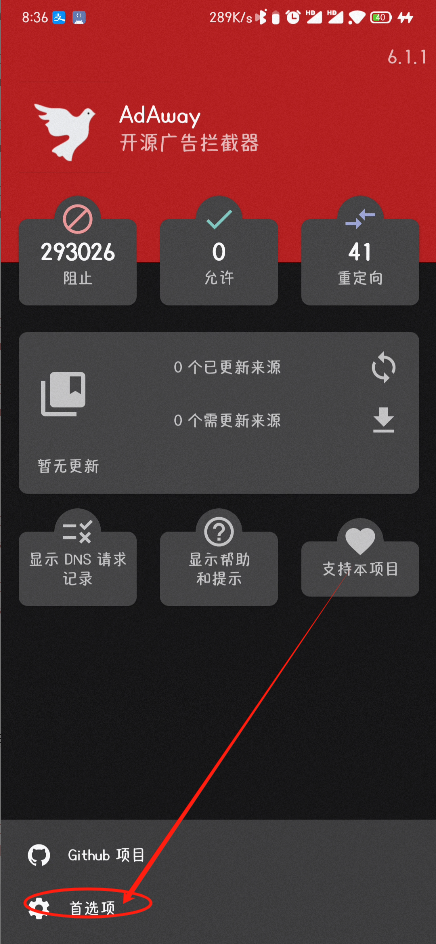 8:36
289K/s
HD
HD
40
6.1.1
AdAway
开源广告拦截器
293026
0
41
阻止
允许
重定向
0 个已更新来源
0 个需更新来源
暂无更新
显示 DNS 请求
记录
显示帮助
和提示
支持本项目
Github 项目
首选项